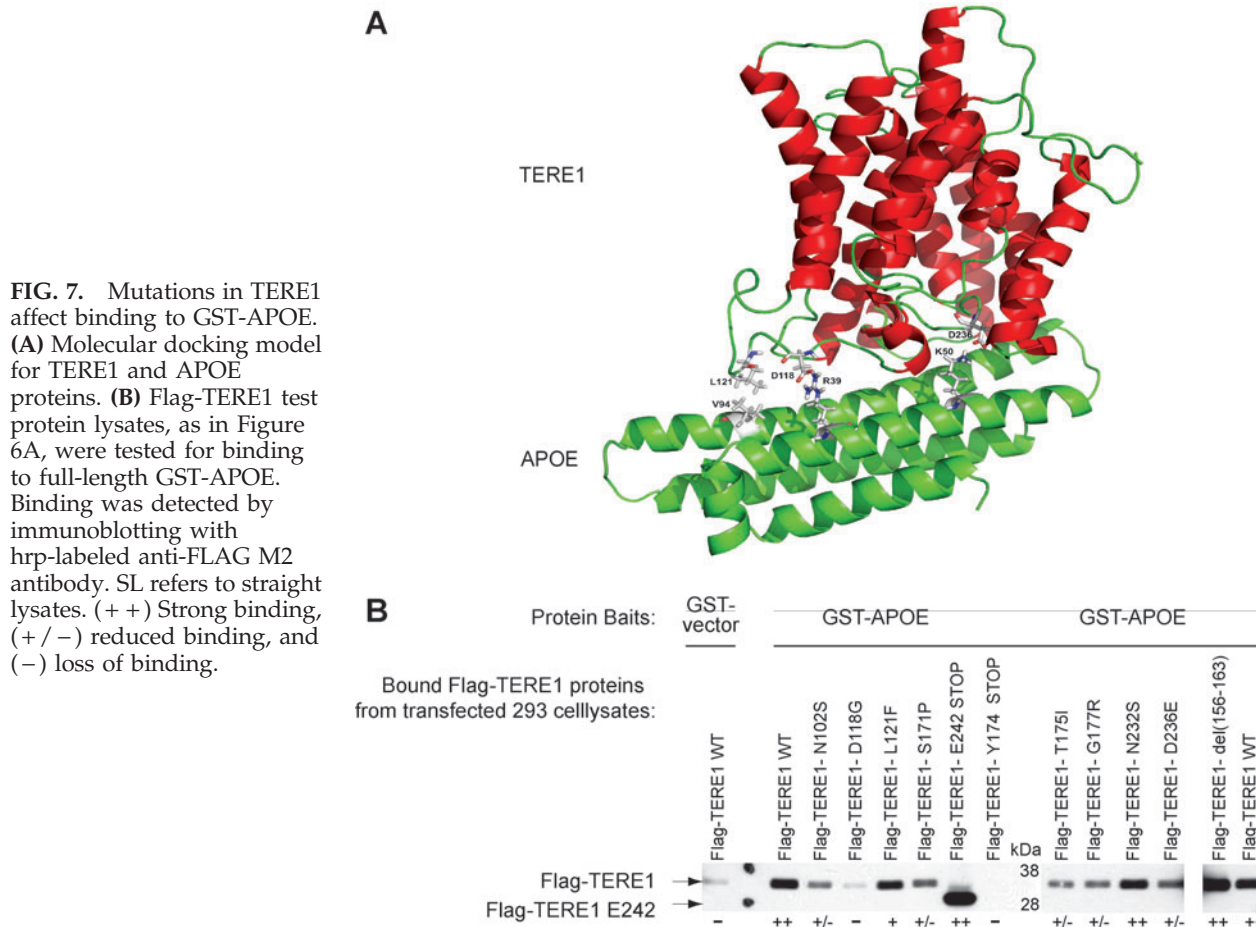 FIG. 7. Mutations in TERE1
affect binding to GST-APOE.
(A) Molecular docking model
for TERE1 and APOE
proteins. (B) Flag-TERE1 test
protein lysates, as in Figure
6A, were tested for binding
to full-length GST-APOE.
Binding was detected by
immunoblotting with
hrp-labeled anti-FLAG M2
antibody. SL refers to straight
lysates. (++) Strong binding,
(+/−) reduced binding, and
(−) loss of binding.
A
TERE1
D236
K50
L121
D118
R39
V94
APOE
B
Protein Baits:
GST-
vector
GST-APOE
GST-APOE
Bound Flag-TERE1 proteins
from transfected 293 celllysates:
Flag-TERE1 WT
Flag-TERE1 WT
Flag-TERE1- N102S
Flag-TERE1- D118G
Flag-TERE1- L121F
Flag-TERE1- S171P
Flag-TERE1- E242 STOP
Flag-TERE1- Y174 STOP
Flag-TERE1- T175I
Flag-TERE1- G177R
Flag-TERE1- N232S
Flag-TERE1- D236E
Flag-TERE1- del(156-163)
Flag-TERE1 WT
kDa
38
28
Flag-TERE1
Flag-TERE1 E242
− ++ +/- − + +/- ++ − +/- +/- ++ +/- ++